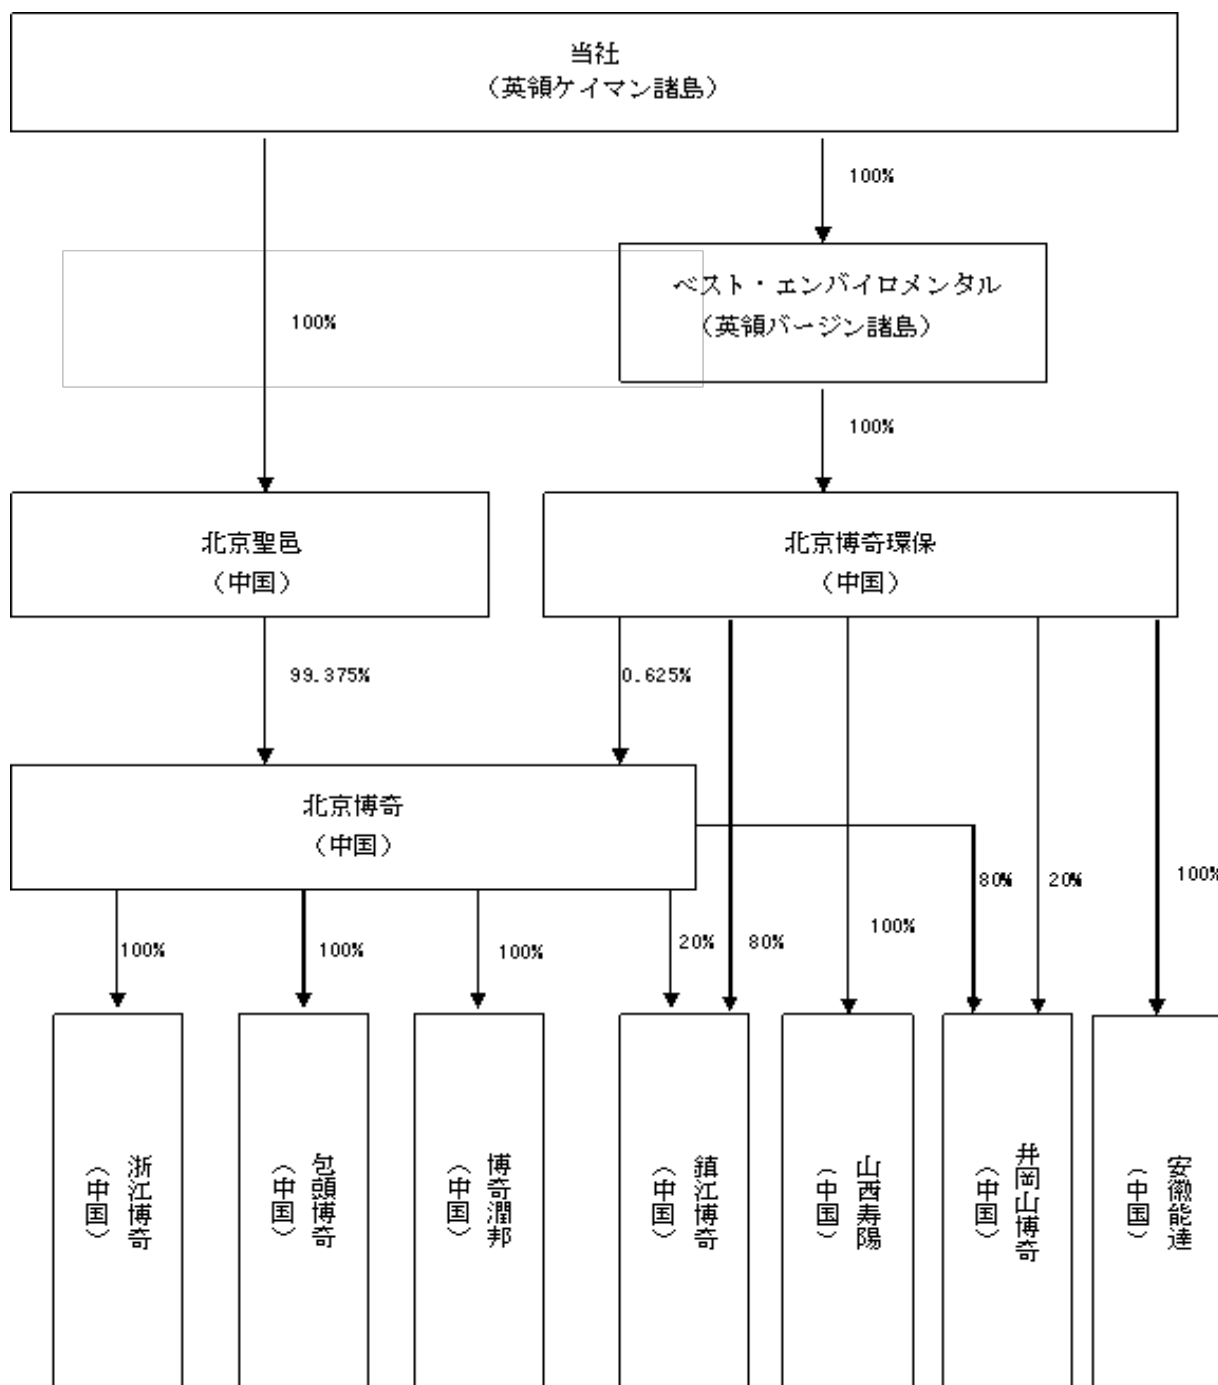 当社
（英領ケイマン諸島）
100%
ベスト・エンバイロメンタル
（英領バージン諸島）
100%
100%
北京聖邑
（中国）
北京博奇環保
（中国）
99.375%
0.625%
北京博奇
（中国）
80%
20%
100%
100%
100%
100%
20%
80%
100%
浙江博奇
（中国）
包頭博奇
（中国）
博奇潤邦
（中国）
鎮江博奇
（中国）
山西寿陽
（中国）
井岡山博奇
（中国）
安徽能達
（中国）